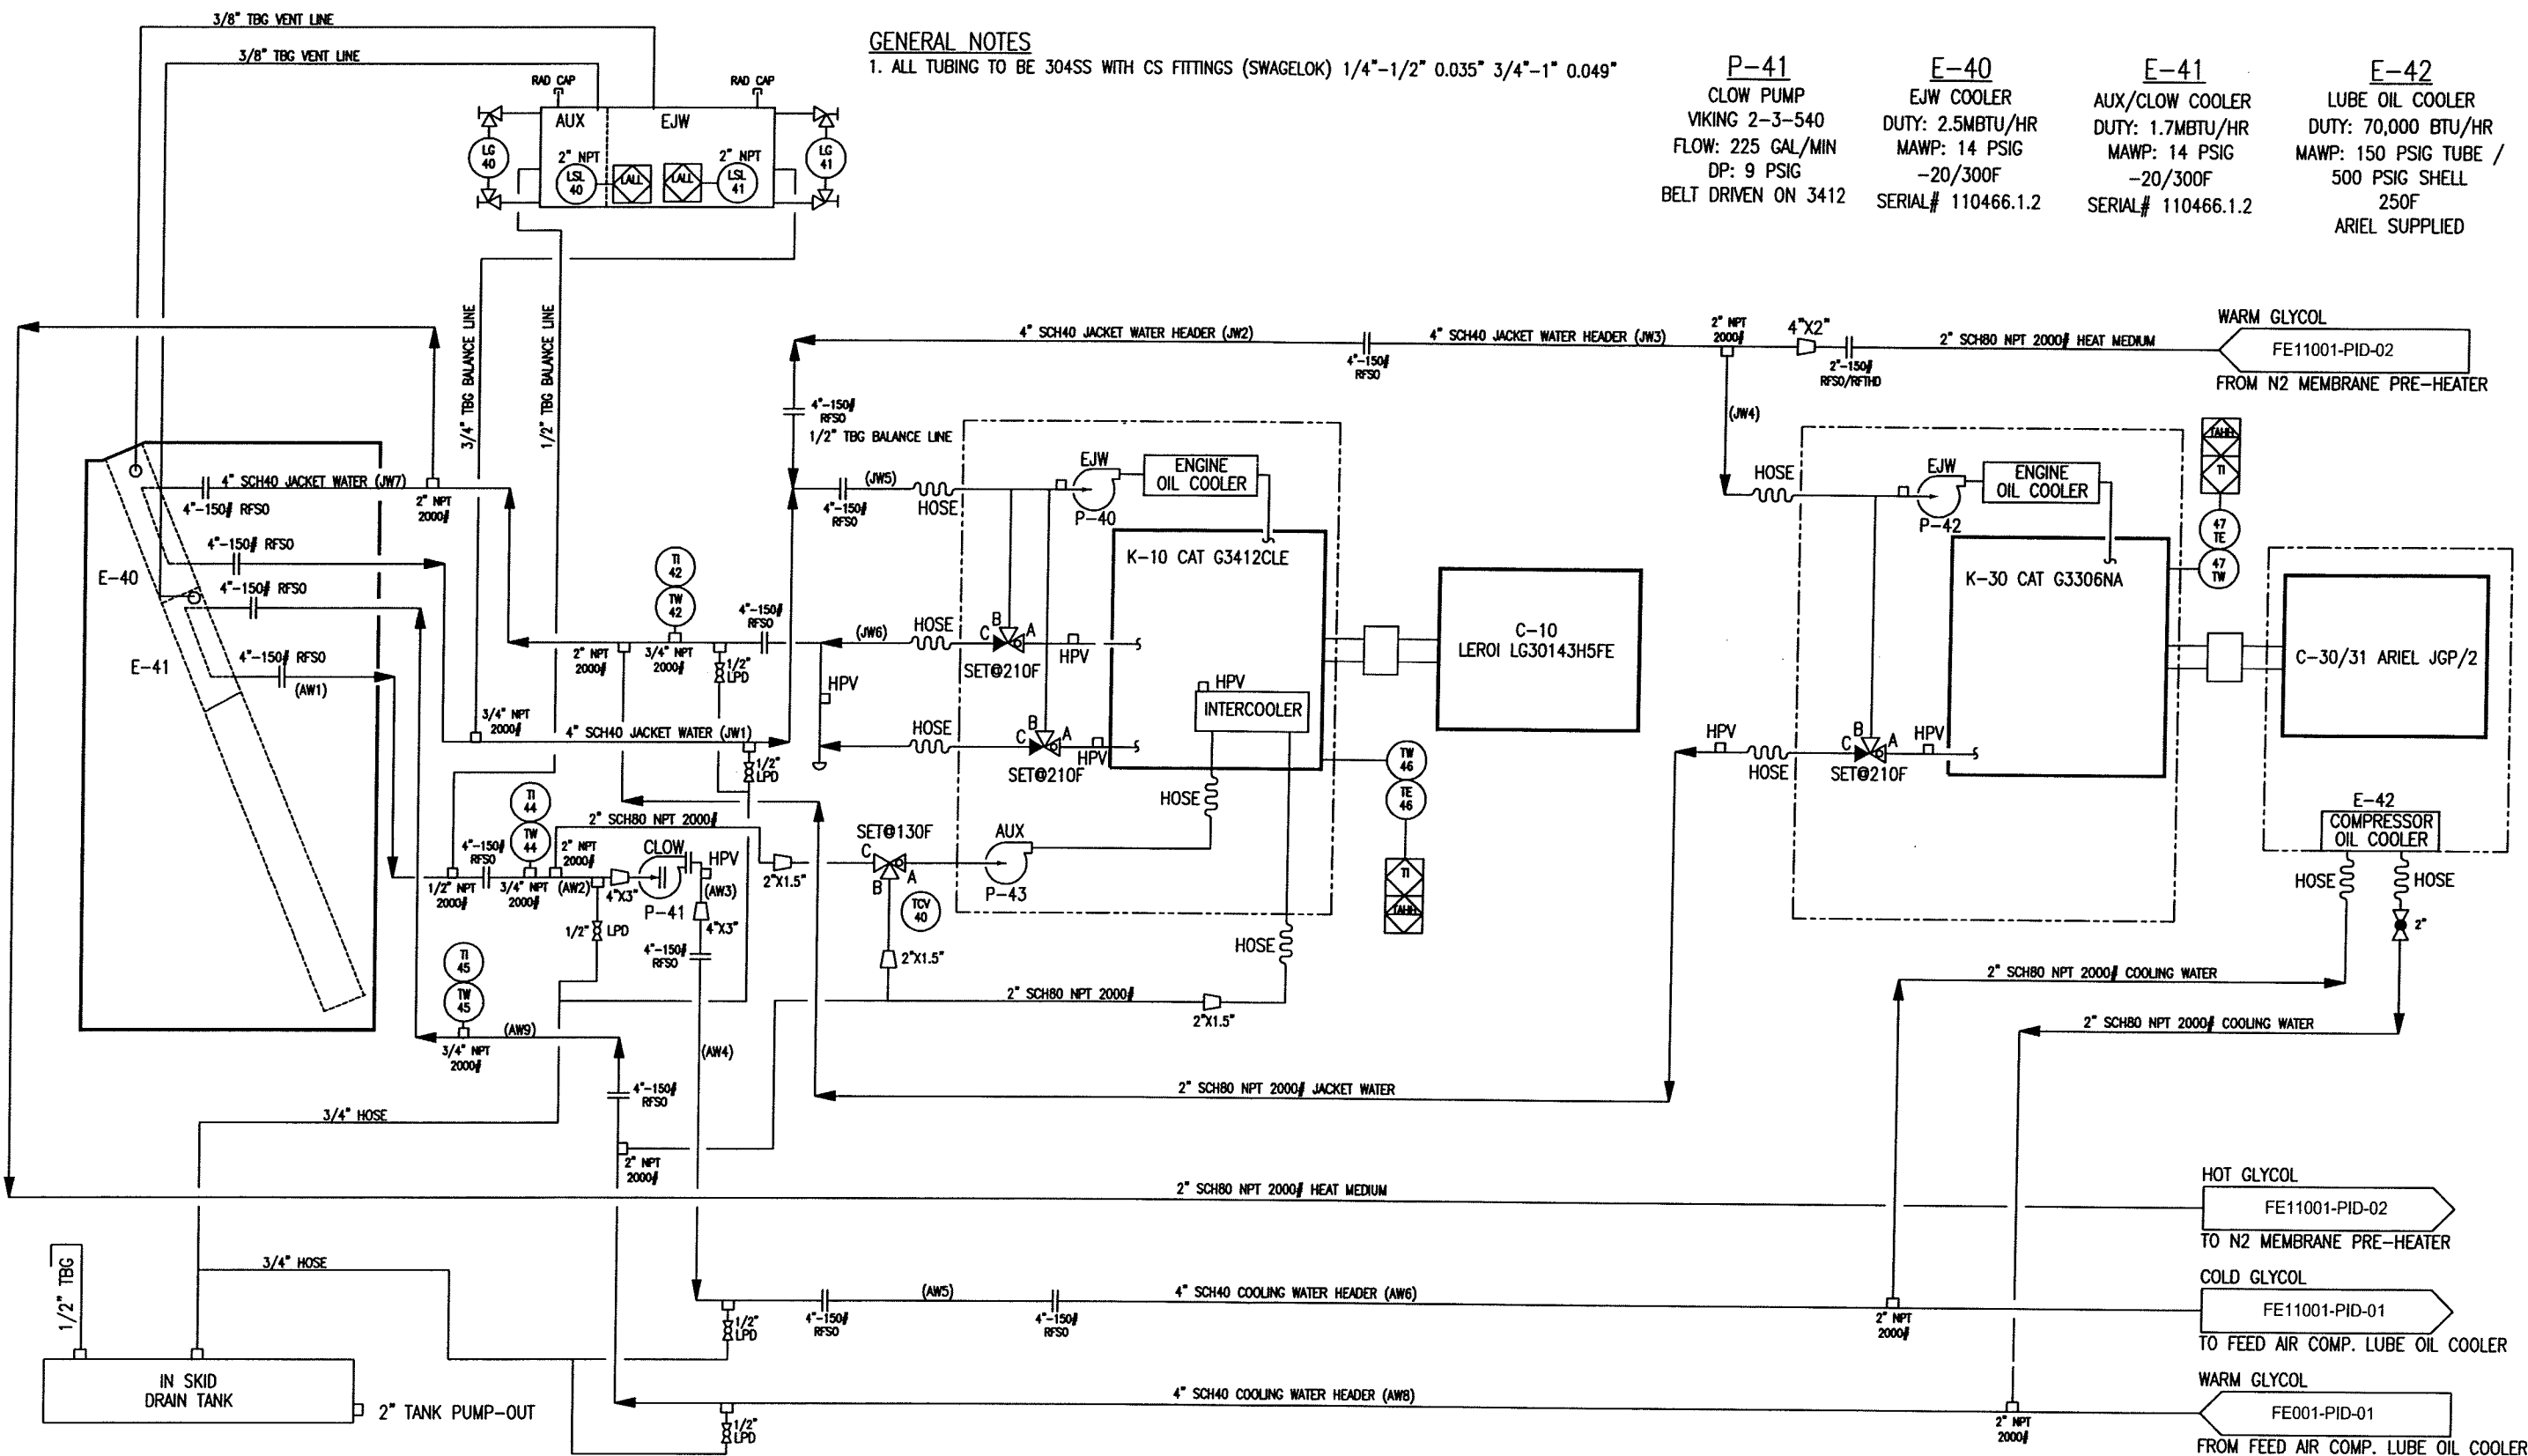 3/8" TBG VENT LINE
3/8" TBG VENT LINE
GENERAL NOTES
1. ALL TUBING TO BE 304SS WITH CS FITTINGS (SWAGELOK) 1/4"-1/2" 0.035" 3/4"-1" 0.049"
P-41
CLOW PUMP
VIKING 2-3-540
FLOW: 225 GAL/MIN
DP: 9 PSIG
BELT DRIVEN ON 3412
E-40
EJW COOLER
DUTY: 2.5MBTU/HR
MAWP: 14 PSIG
-20/300F
SERIAL# 110466.1.2
E-41
AUX/CLOW COOLER
DUTY: 1.7MBTU/HR
MAWP: 14 PSIG
-20/300F
SERIAL# 110466.1.2
E-42
LUBE OIL COOLER
DUTY: 70,000 BTU/HR
MAWP: 150 PSIG TUBE /
500 PSIG SHELL
250F
ARIEL SUPPLIED
RAD CAP
RAD CAP
AUX
EJW
LG
40
2" NPT
LSL
40
LALL
LALL
2" NPT
LSL
41
LG
41
3/4" TBG BALANCE LINE
1/2" TBG BALANCE LINE
4" SCH40 JACKET WATER HEADER (JW2)
4"-150#
RFSO
4" SCH40 JACKET WATER HEADER (JW3)
2" NPT
2000#
4"X2"
2"-150#
RFSO/RFTHD
2" SCH80 NPT 2000# HEAT MEDIUM
WARM GLYCOL
FE11001-PID-02
FROM N2 MEMBRANE PRE-HEATER
4"-150#
RFSO
1/2" TBG BALANCE LINE
(JW4)
4" SCH40 JACKET WATER (JW7)
4"-150# RFSO
2" NPT
2000#
4"-150# RFSO
4"-150# RFSO
4"-150# RFSO
(AW1)
E-40
E-41
(JW5)
4"-150#
RFSO
HOSE
EJW
P-40
ENGINE
OIL COOLER
K-10 CAT G3412CLE
TI
42
TW
42
4"-150#
RFSO
(JW6)
HOSE
B
C
A
SET@210F
HPV
2" NPT
2000#
3/4" NPT
2000#
1/2"
LPD
HPV
HPV
INTERCOOLER
C-10
LEROI LG30143H5FE
3/4" NPT
2000#
4" SCH40 JACKET WATER (JW1)
1/2"
LPD
HOSE
B
C
A
SET@210F
HPV
HOSE
TW
46
TE
46
TI
TAHH
HOSE
EJW
P-42
ENGINE
OIL COOLER
K-30 CAT G3306NA
TAHH
TI
47
TE
47
TW
C-30/31 ARIEL JGP/2
HPV
HOSE
B
C
A
SET@210F
HPV
E-42
COMPRESSOR
OIL COOLER
HOSE
HOSE
2"
TI
44
TW
44
2" SCH80 NPT 2000#
4"-150#
RFSO
2" NPT
2000#
CLOW
HPV
1/2" NPT
2000#
3/4" NPT
2000#
(AW2)
4"X3"
P-41
(AW3)
4"X3"
1/2"
LPD
4"-150#
RFSO
2"X1.5"
SET@130F
C
A
B
TCV
40
AUX
P-43
2"X1.5"
HOSE
2" SCH80 NPT 2000#
2"X1.5"
TI
45
TW
45
(AW9)
3/4" NPT
2000#
(AW4)
4"-150#
RFSO
2" SCH80 NPT 2000# COOLING WATER
2" SCH80 NPT 2000# COOLING WATER
2" SCH80 NPT 2000# JACKET WATER
3/4" HOSE
2" NPT
2000#
2" SCH80 NPT 2000# HEAT MEDIUM
HOT GLYCOL
FE11001-PID-02
TO N2 MEMBRANE PRE-HEATER
1/2" TBG
3/4" HOSE
1/2"
LPD
4"-150#
RFSO
(AW5)
4"-150#
RFSO
4" SCH40 COOLING WATER HEADER (AW6)
2" NPT
2000#
COLD GLYCOL
FE11001-PID-01
TO FEED AIR COMP. LUBE OIL COOLER
IN SKID
DRAIN TANK
2" TANK PUMP-OUT
1/2"
LPD
4" SCH40 COOLING WATER HEADER (AW8)
2" NPT
2000#
WARM GLYCOL
FE001-PID-01
FROM FEED AIR COMP. LUBE OIL COOLER